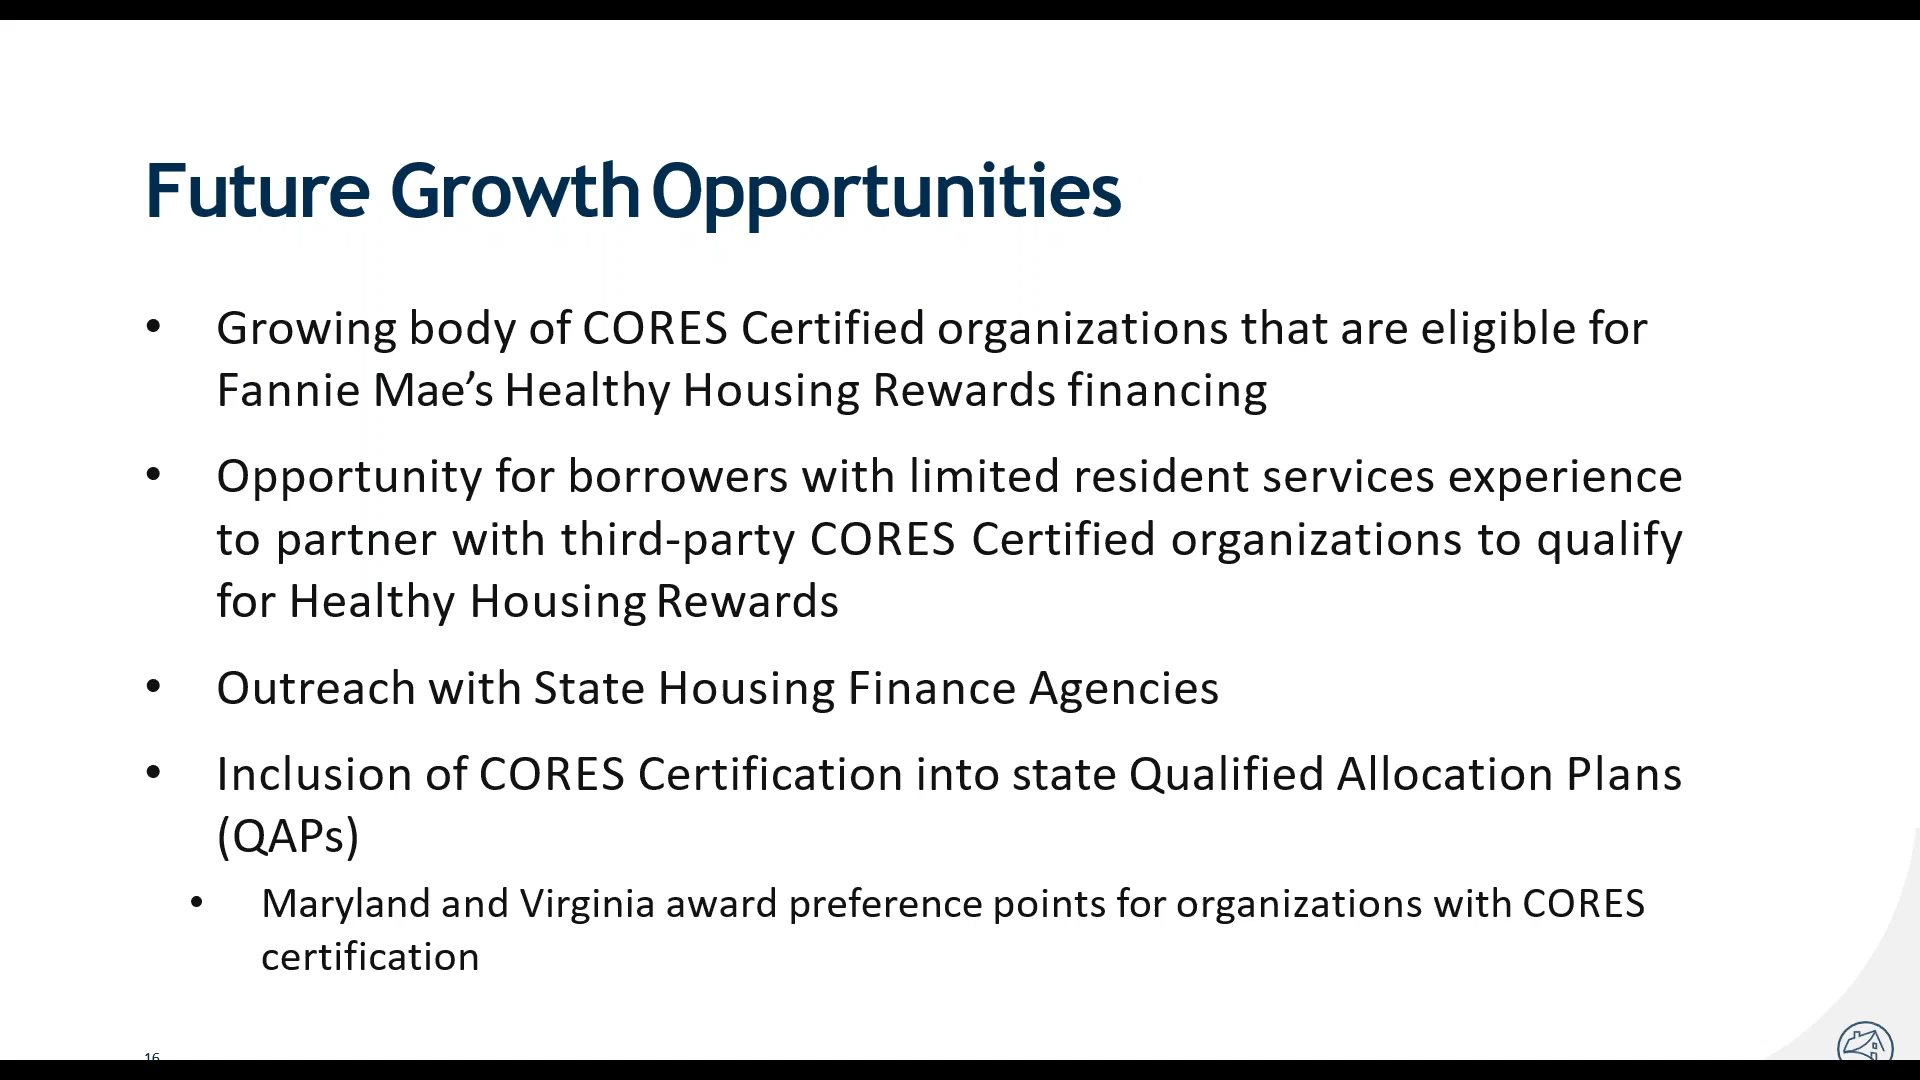 Future Growth Opportunities
• Growing body of CORES Certified organizations that are eligible for
Fannie Mae’s Healthy Housing Rewards financing
• Opportunity for borrowers with limited resident services experience
to partner with third-party CORES Certified organizations to qualify
for Healthy Housing Rewards
• Outreach with State Housing Finance Agencies
• Inclusion of CORES Certification into state Qualified Allocation Plans
(QAPs)
• Maryland and Virginia award preference points for organizations with CORES
certification
16